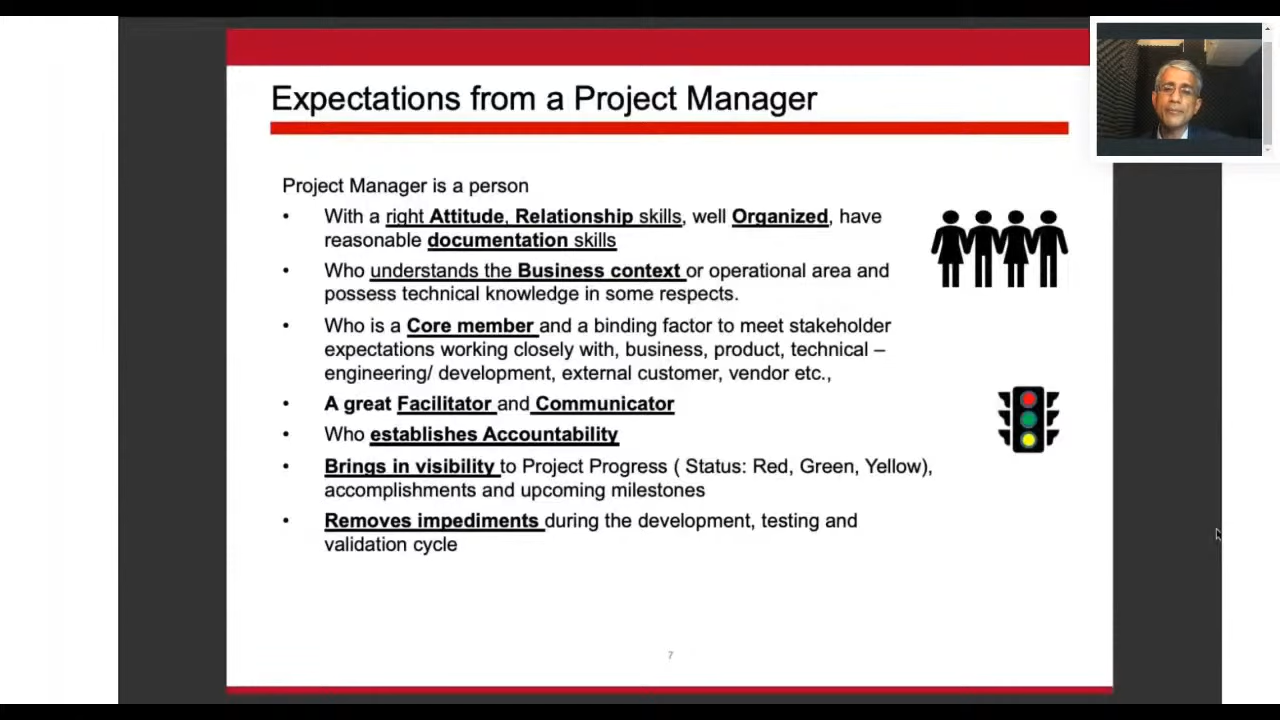 Expectations from a Project Manager
Project Manager is a person
• With a right Attitude, Relationship skills, well Organized, have
reasonable documentation skills
• Who understands the Business context or operational area and
possess technical knowledge in some respects.
• Who is a Core member and a binding factor to meet stakeholder
expectations working closely with, business, product, technical –
engineering/ development, external customer, vendor etc.,
• A great Facilitator and Communicator
• Who establishes Accountability
• Brings in visibility to Project Progress ( Status: Red, Green, Yellow),
accomplishments and upcoming milestones
• Removes impediments during the development, testing and
validation cycle
7